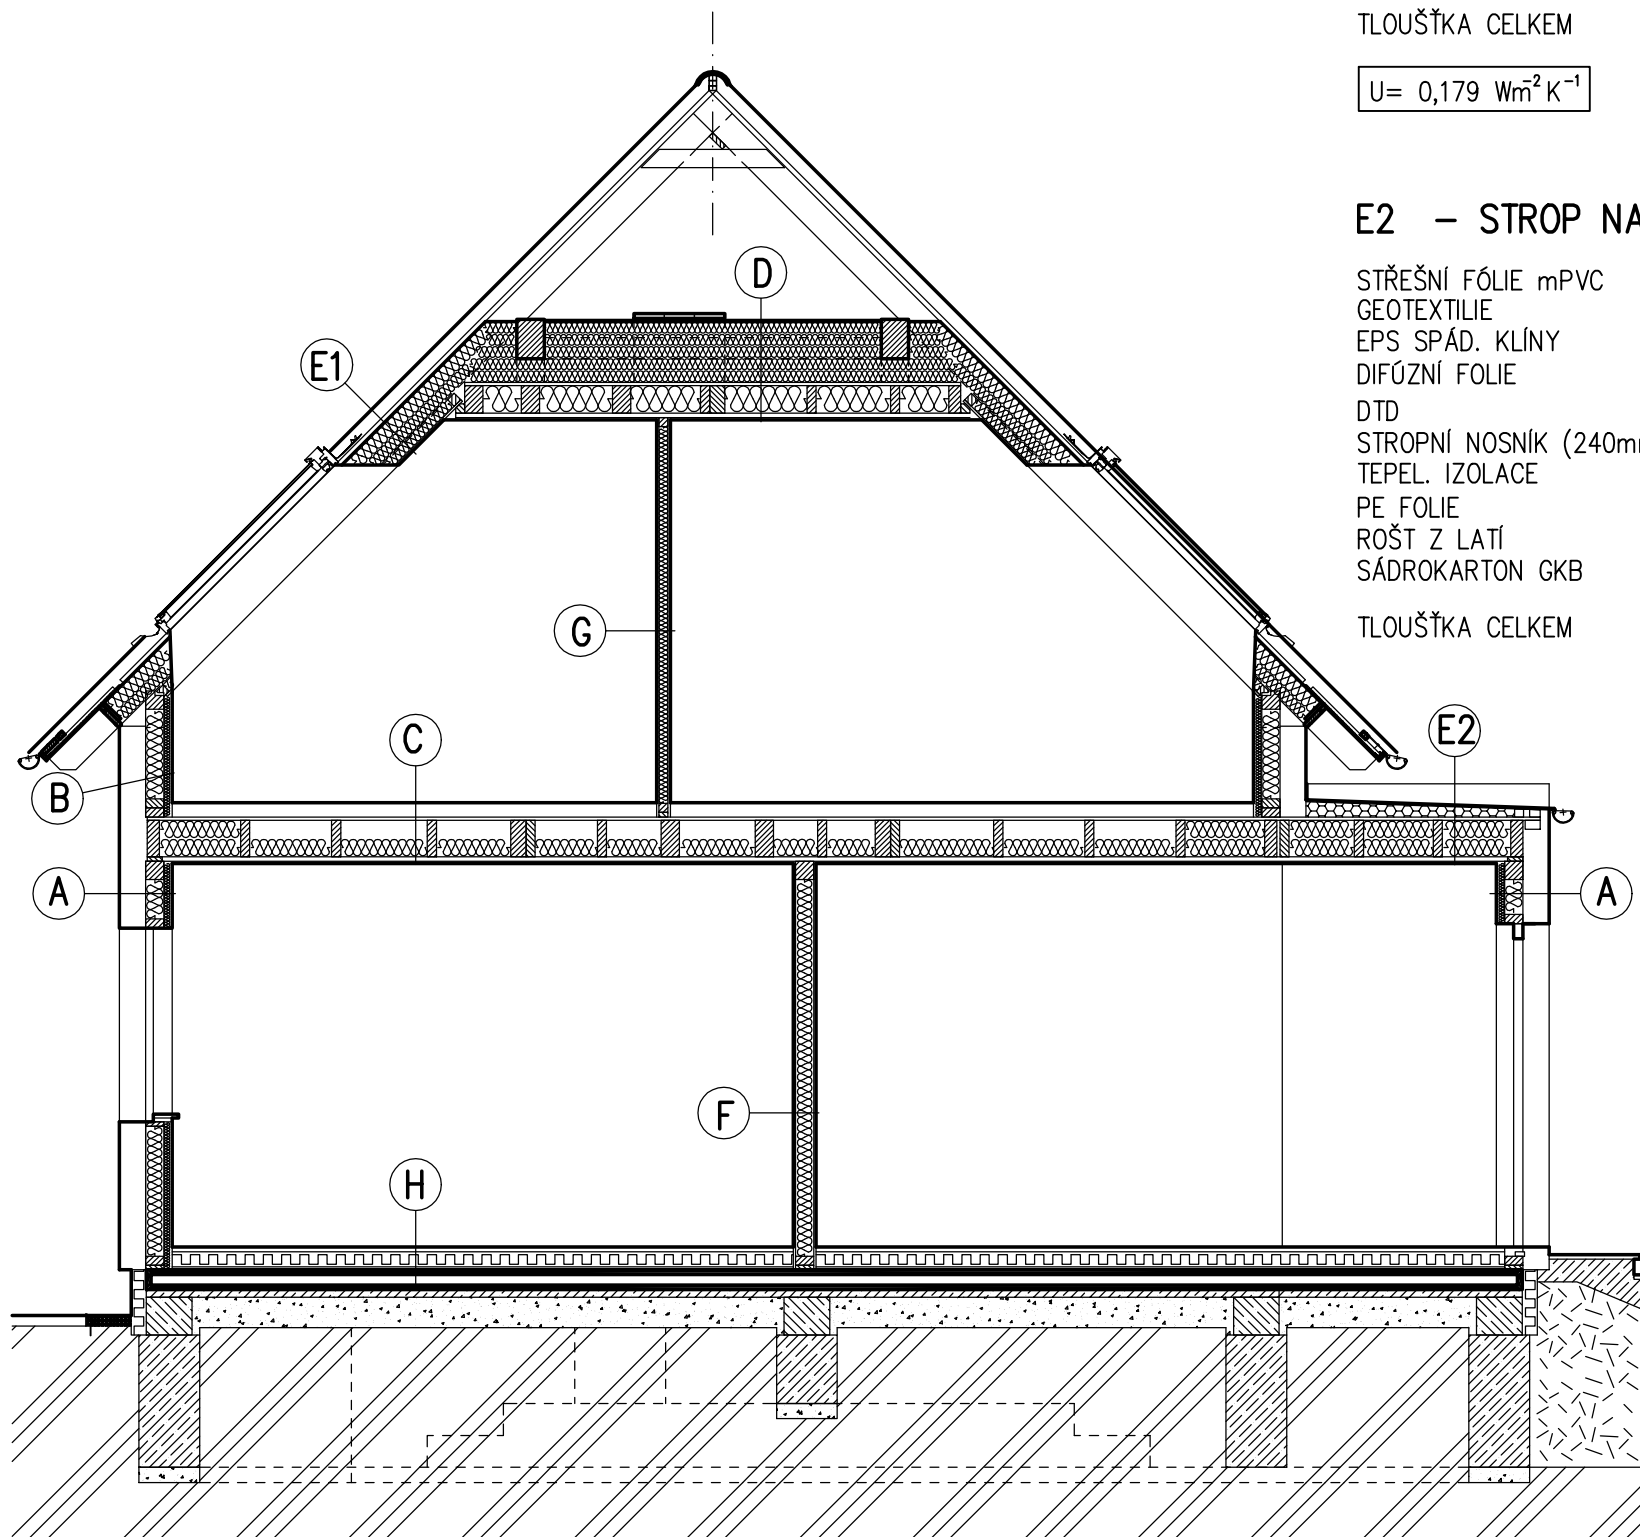 TLOUŠŤKA CELKEM
U= 0,179 Wm⁻² K⁻¹
E2 – STROP NA
STŘEŠNÍ FÓLIE mPVC
GEOTEXTILIE
EPS SPÁD. KLÍNY
DIFÚZNÍ FOLIE
DTD
STROPNÍ NOSNÍK (240m
TEPEL. IZOLACE
PE FOLIE
ROŠT Z LATÍ
SÁDROKARTON GKB
TLOUŠŤKA CELKEM
D
E1
G
C
E2
B
A
A
F
H